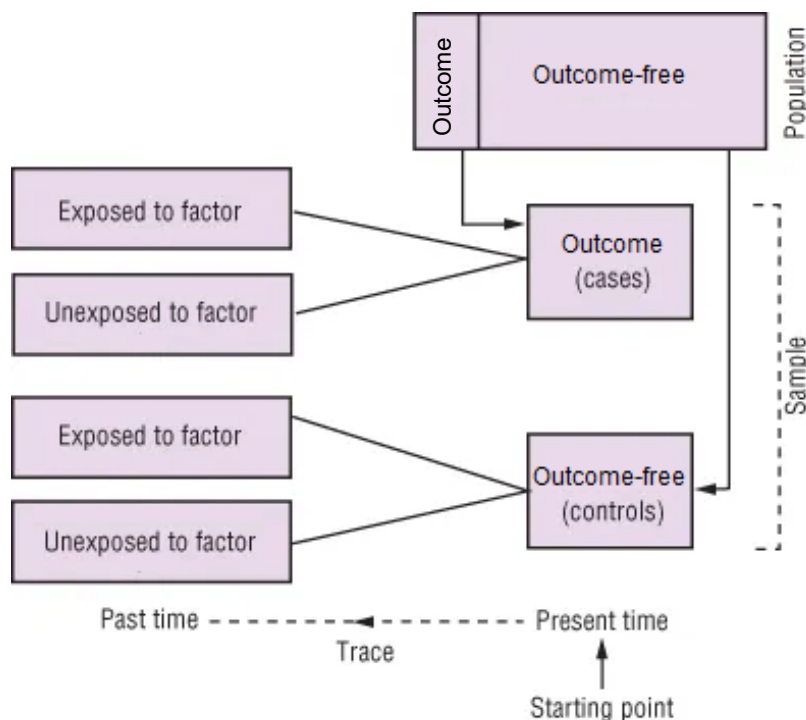 Outcome
Outcome-free
Population
Exposed to factor
Outcome
(cases)
Unexposed to factor
Sample
Exposed to factor
Outcome-free
(controls)
Unexposed to factor
Past time
Present time
Trace
Starting point